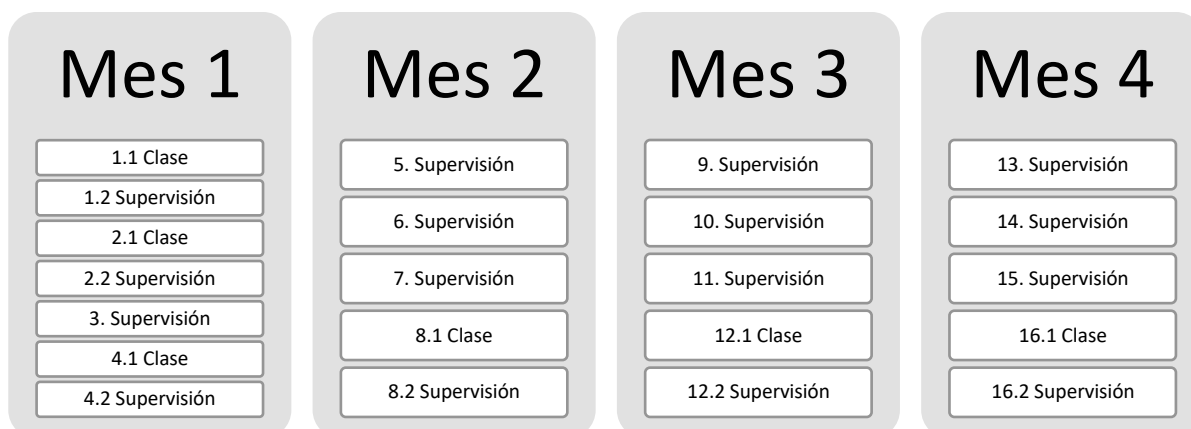 Mes 1
1.1 Clase
1.2 Supervisión
2.1 Clase
2.2 Supervisión
3. Supervisión
4.1 Clase
4.2 Supervisión
Mes 2
5. Supervisión
6. Supervisión
7. Supervisión
8.1 Clase
8.2 Supervisión
Mes 3
9. Supervisión
10. Supervisión
11. Supervisión
12.1 Clase
12.2 Supervisión
Mes 4
13. Supervisión
14. Supervisión
15. Supervisión
16.1 Clase
16.2 Supervisión